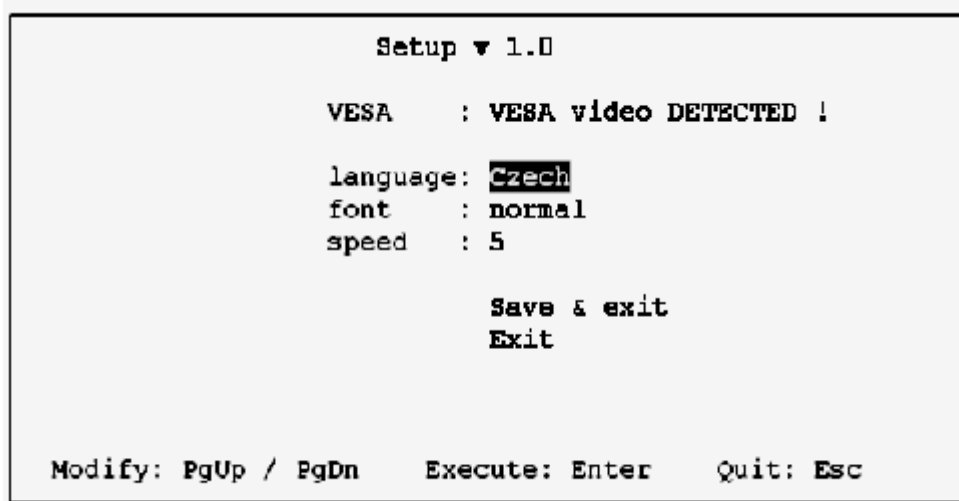 Setup ▼ 1.0
VESA : VESA video DETECTED !
language: Czech
font : normal
speed : 5
Save & exit
Exit
Modify: PgUp / PgDn Execute: Enter Quit: Esc